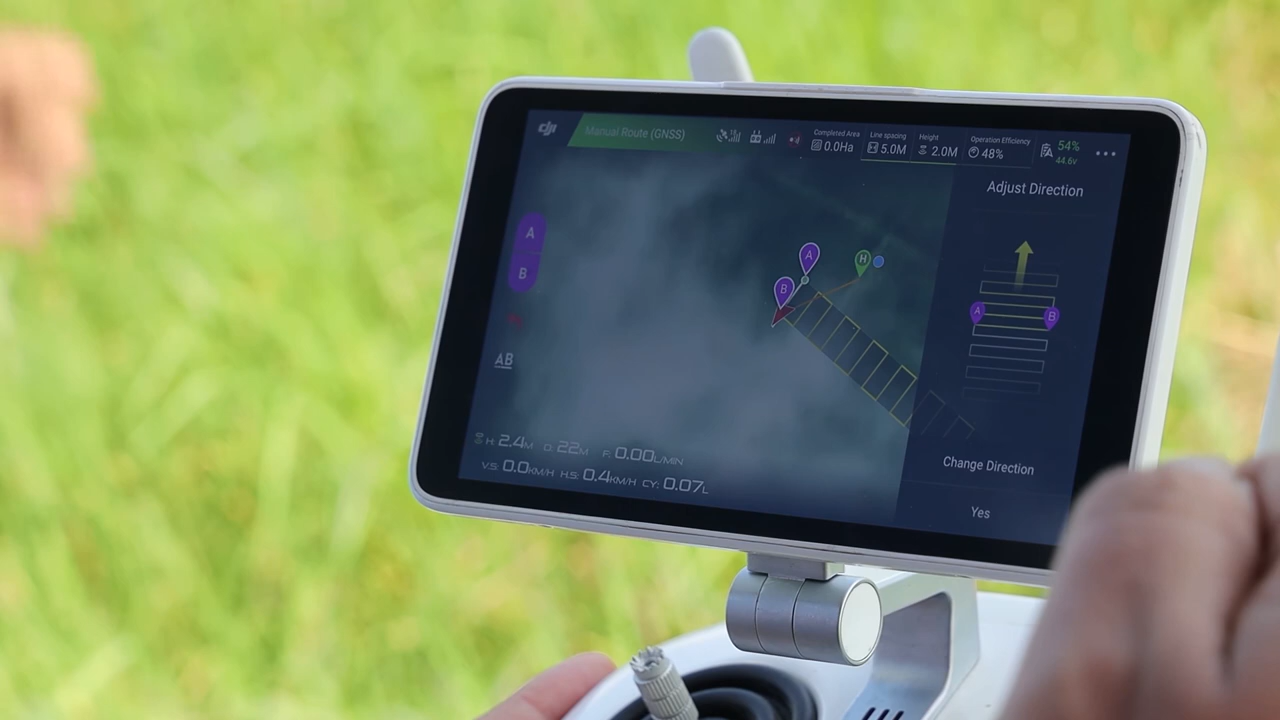 dji
Manual Route (GNSS)
Completed Area
0.0Ha
Line spacing
5.0M
Height
2.0M
Operation Efficiency
48%
54%
44.6v
Adjust Direction
A
B
A
B
H
A
B
AB
H: 2.4M D: 22M F: 0.00L/MIN
V.S: 0.0KM/H H.S: 0.4KM/H CY: 0.07L
Change Direction
Yes